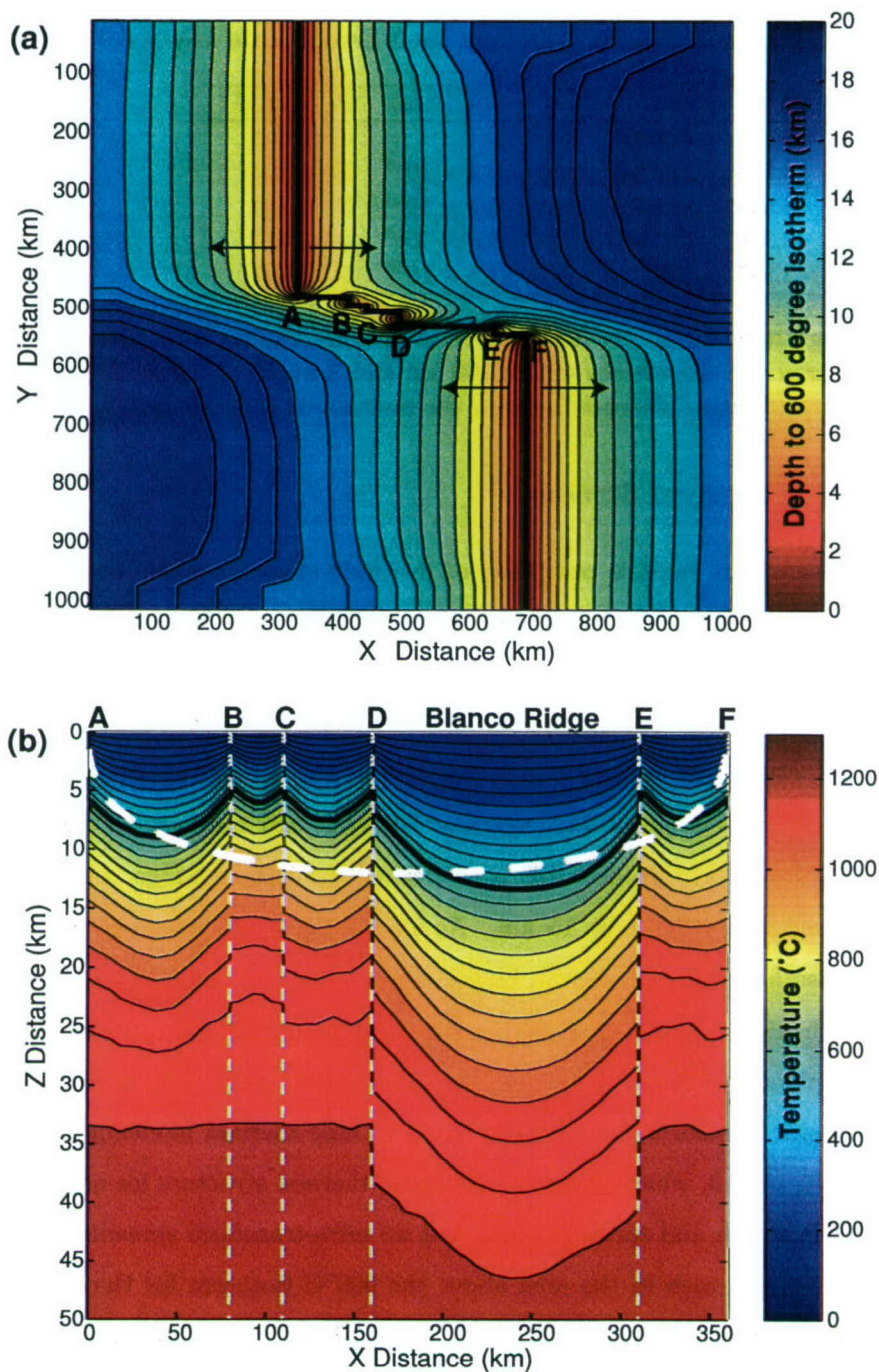 (a)
100
200
300
400
500
600
700
800
900
1000
Y Distance (km)
A
B
C
D
E
F
100 200 300 400 500 600 700 800 900 1000
X Distance (km)
20
18
16
14
12
10
8
6
4
2
0
Depth to 600 degree Isotherm (km)
(b)
A B C D Blanco Ridge E F
0
5
10
15
20
25
30
35
40
45
50
Z Distance (km)
0 50 100 150 200 250 300 350
X Distance (km)
1200
1000
800
600
400
200
0
Temperature (°C)